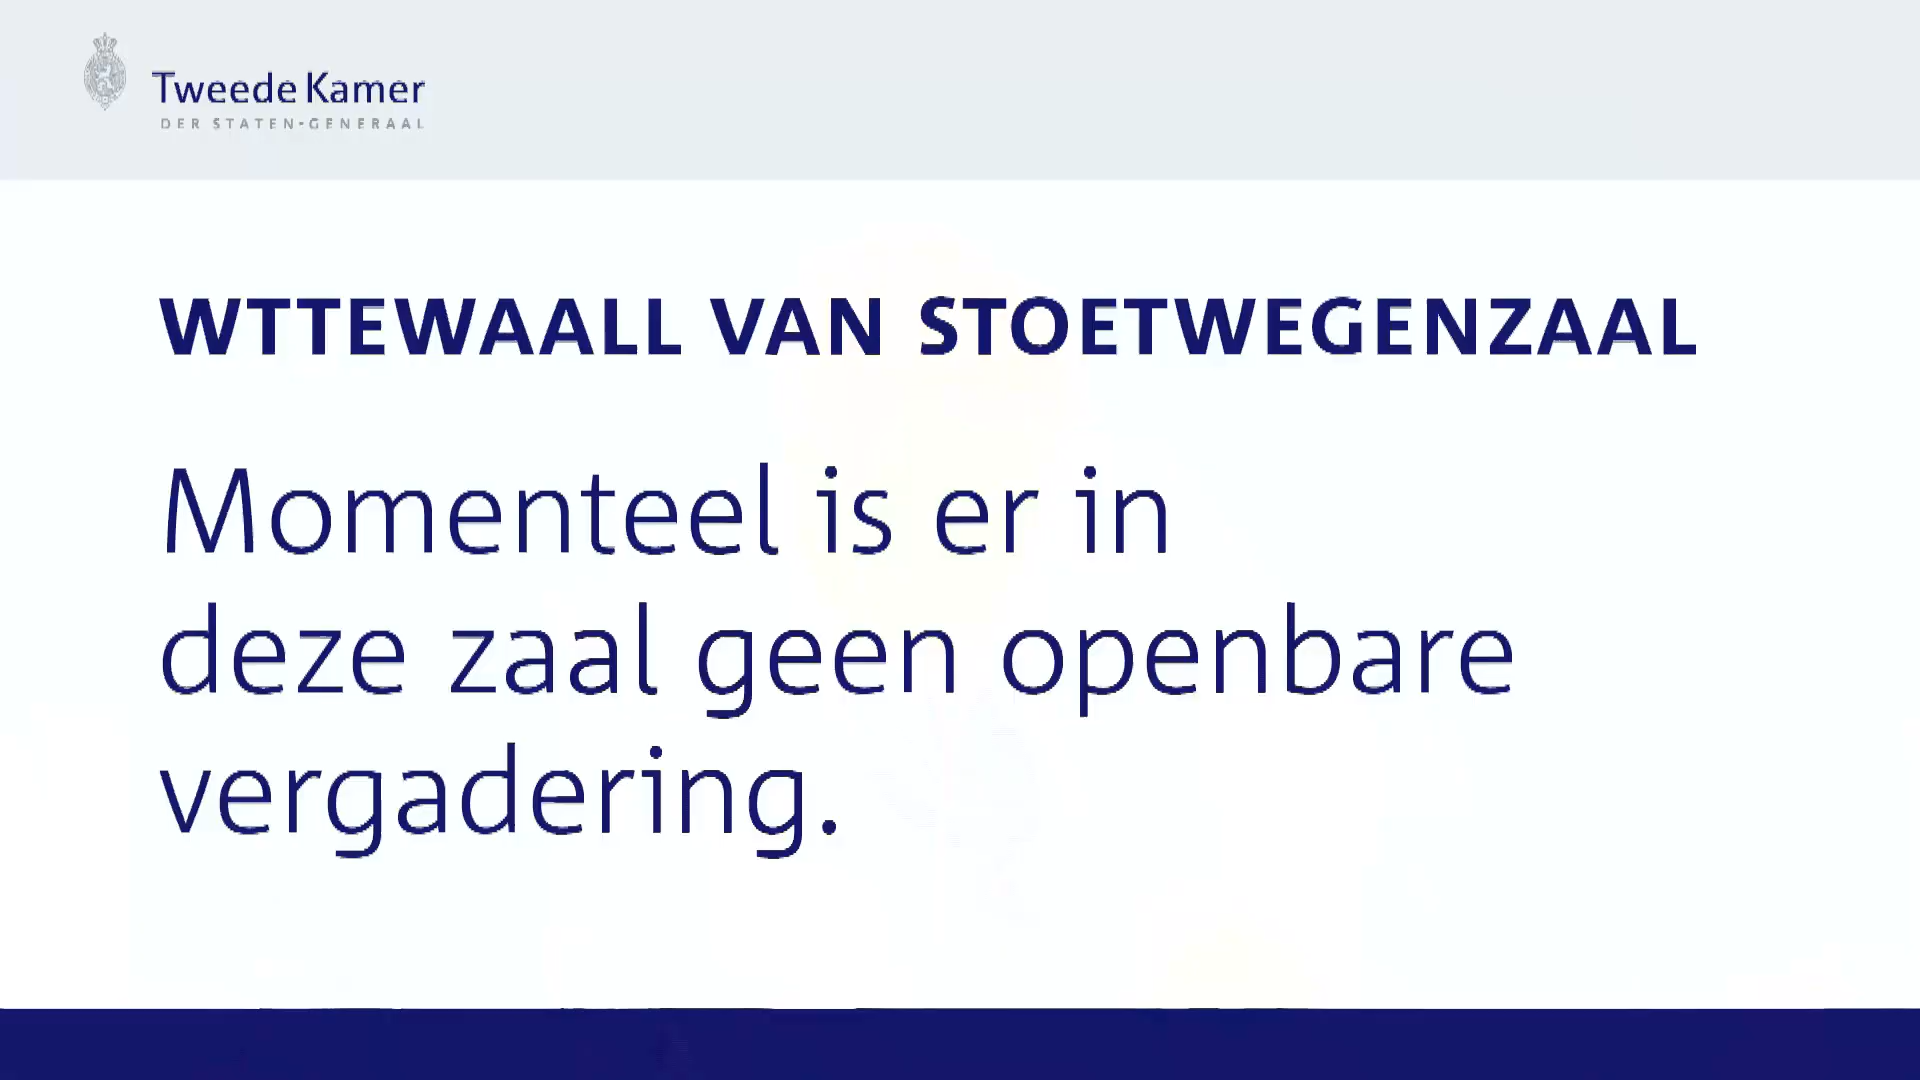 Tweede Kamer
DER STATEN-GENERAAL
WTTEWAALL VAN STOETWEGENZAAL
Momenteel is er in
deze zaal geen openbare
vergadering.